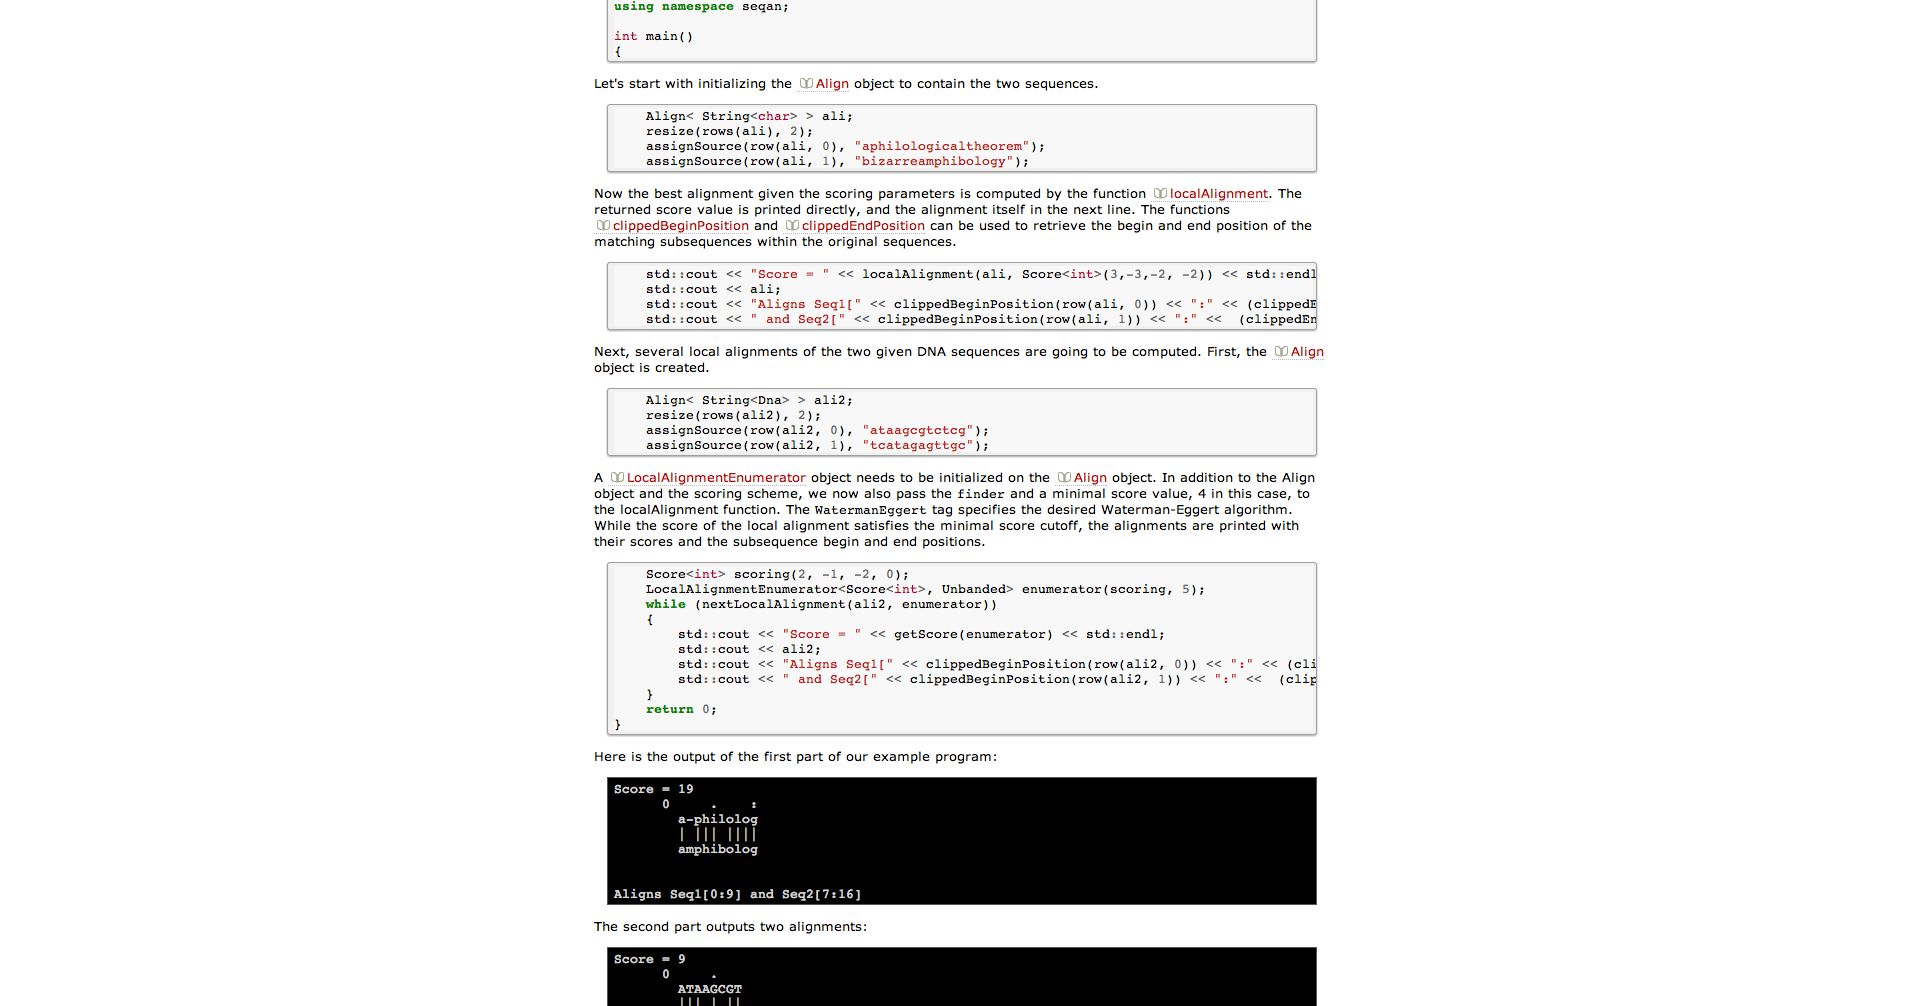 using namespace seqan;
int main()
{
Let's start with initializing the Align object to contain the two sequences.
Align< String<char> > ali;
resize(rows(ali), 2);
assignSource(row(ali, 0), "aphilologicaltheorem");
assignSource(row(ali, 1), "bizarreamphibology");
Now the best alignment given the scoring parameters is computed by the function localAlignment. The
returned score value is printed directly, and the alignment itself in the next line. The functions
clippedBeginPosition and clippedEndPosition can be used to retrieve the begin and end position of the
matching subsequences within the original sequences.
std::cout << "Score = " << localAlignment(ali, Score<int>(3,-3,-2, -2)) << std::endl
std::cout << ali;
std::cout << "Aligns Seq1[" << clippedBeginPosition(row(ali, 0)) << ":" << (clippedE
std::cout << " and Seq2[" << clippedBeginPosition(row(ali, 1)) << ":" <<  (clippedEn
Next, several local alignments of the two given DNA sequences are going to be computed. First, the Align
object is created.
Align< String<Dna> > ali2;
resize(rows(ali2), 2);
assignSource(row(ali2, 0), "ataagcgtctcg");
assignSource(row(ali2, 1), "tcatagagttgc");
A LocalAlignmentEnumerator object needs to be initialized on the Align object. In addition to the Align
object and the scoring scheme, we now also pass the finder and a minimal score value, 4 in this case, to
the localAlignment function. The WatermanEggert tag specifies the desired Waterman-Eggert algorithm.
While the score of the local alignment satisfies the minimal score cutoff, the alignments are printed with
their scores and the subsequence begin and end positions.
Score<int> scoring(2, -1, -2, 0);
LocalAlignmentEnumerator<Score<int>, Unbanded> enumerator(scoring, 5);
while (nextLocalAlignment(ali2, enumerator))
{
std::cout << "Score = " << getScore(enumerator) << std::endl;
std::cout << ali2;
std::cout << "Aligns Seq1[" << clippedBeginPosition(row(ali2, 0)) << ":" << (cli
std::cout << " and Seq2[" << clippedBeginPosition(row(ali2, 1)) << ":" <<  (clip
}
return 0;
}
Here is the output of the first part of our example program:
Score = 19
0     .    :
a-philolog
| ||| ||||
amphibolog
Aligns Seq1[0:9] and Seq2[7:16]
The second part outputs two alignments:
Score = 9
0     .
ATAAGCGT
||| | ||